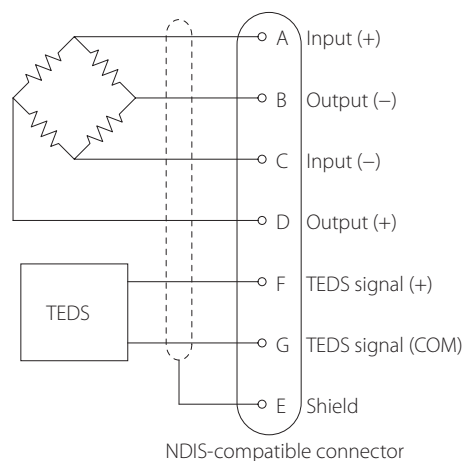 A Input (+)
B Output (−)
C Input (−)
D Output (+)
F TEDS signal (+)
TEDS
G TEDS signal (COM)
E Shield
NDIS-compatible connector